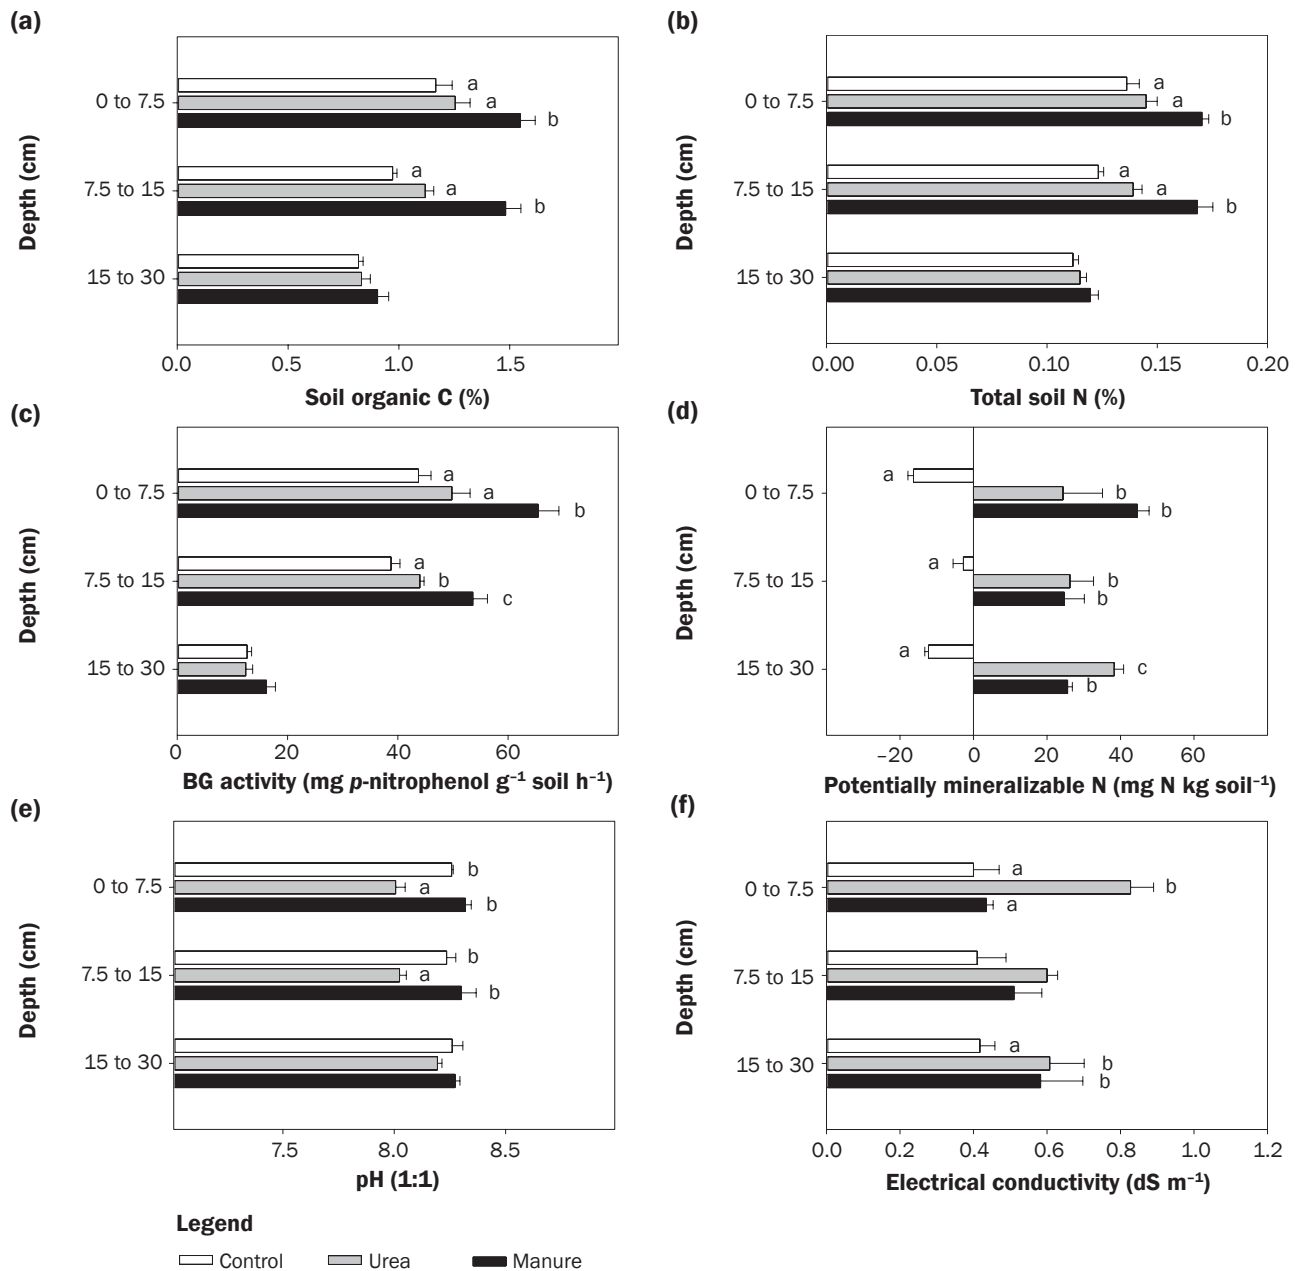 (a)
Depth (cm)
0 to 7.5
7.5 to 15
15 to 30
a
a
b
a
a
b
0.0 0.5 1.0 1.5
Soil organic C (%)
(b)
Depth (cm)
0 to 7.5
7.5 to 15
15 to 30
a
a
b
a
a
b
0.00 0.05 0.10 0.15 0.20
Total soil N (%)
(c)
Depth (cm)
0 to 7.5
7.5 to 15
15 to 30
a
a
b
a
b
c
0 20 40 60
BG activity (mg p-nitrophenol g⁻¹ soil h⁻¹)
(d)
Depth (cm)
0 to 7.5
7.5 to 15
15 to 30
a
b
b
a
b
b
a
c
b
–20 0 20 40 60
Potentially mineralizable N (mg N kg soil⁻¹)
(e)
Depth (cm)
0 to 7.5
7.5 to 15
15 to 30
b
a
b
b
a
b
7.5 8.0 8.5
pH (1:1)
(f)
Depth (cm)
0 to 7.5
7.5 to 15
15 to 30
a
b
a
a
b
b
0.0 0.2 0.4 0.6 0.8 1.0 1.2
Electrical conductivity (dS m⁻¹)
Legend
Control Urea Manure